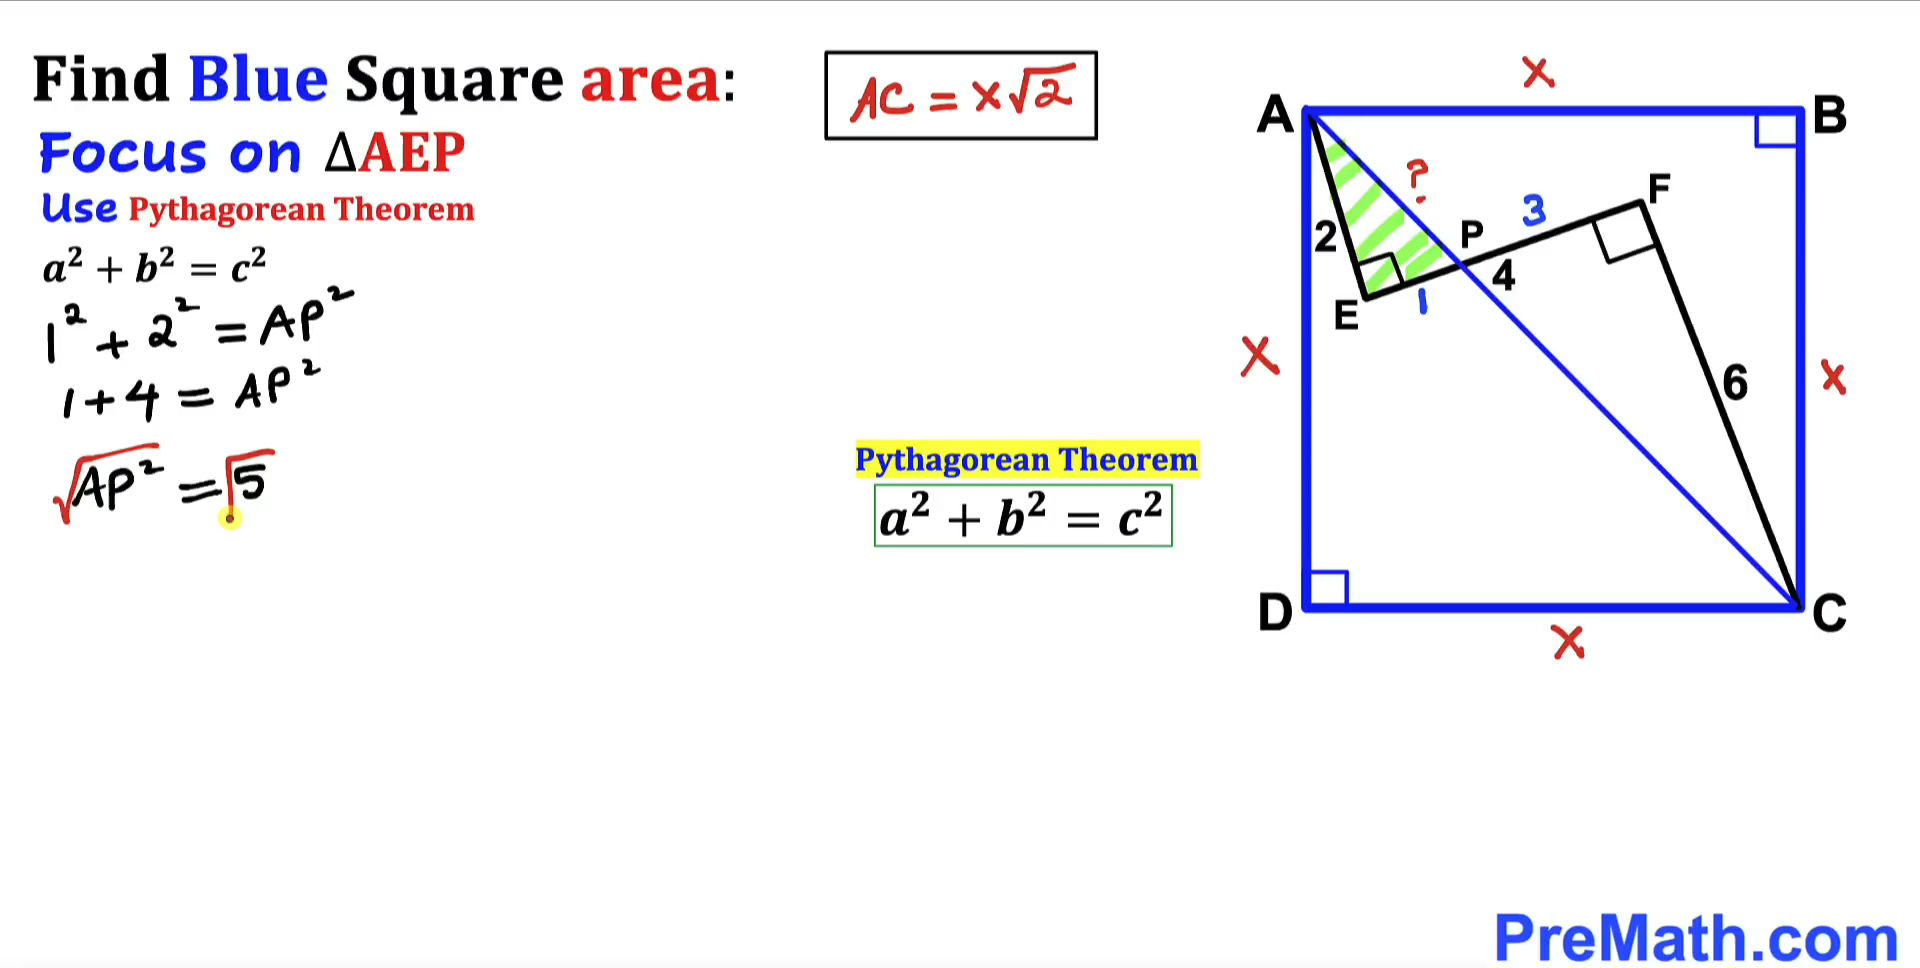 Find Blue Square area:
Focus on ΔAEP
Use Pythagorean Theorem
a² + b² = c²
1² + 2² = AP²
1 + 4 = AP²
√AP² = √5
AC = x√2
Pythagorean Theorem
a² + b² = c²
x
A
B
?
3
F
2
P
4
E
1
x
6
x
D
C
x
PreMath.com